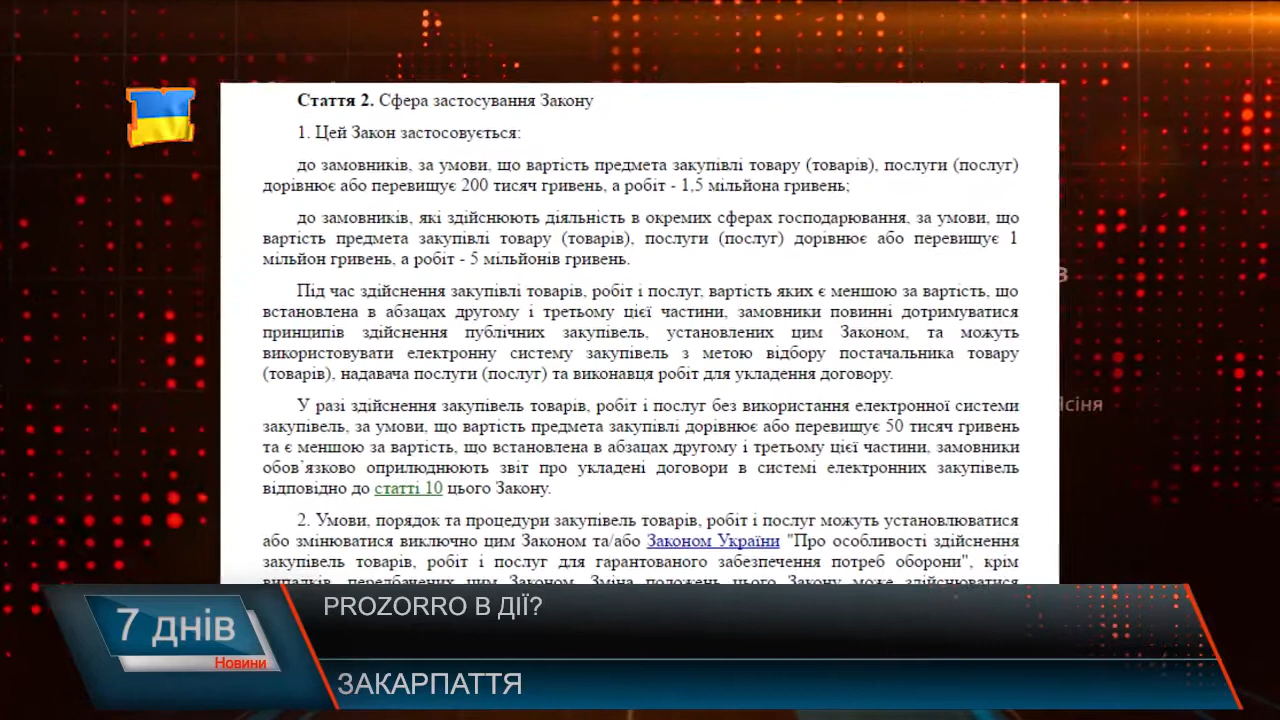 Стаття 2. Сфера застосування Закону
1. Цей Закон застосовується:
до замовників, за умови, що вартість предмета закупівлі товару (товарів), послуги (послуг)
дорівнює або перевищує 200 тисяч гривень, а робіт - 1,5 мільйона гривень;
до замовників, які здійснюють діяльність в окремих сферах господарювання, за умови, що
вартість предмета закупівлі товару (товарів), послуги (послуг) дорівнює або перевищує 1
мільйон гривень, а робіт - 5 мільйонів гривень.
Під час здійснення закупівлі товарів, робіт і послуг, вартість яких є меншою за вартість, що
встановлена в абзацах другому і третьому цієї частини, замовники повинні дотримуватися
принципів здійснення публічних закупівель, установлених цим Законом, та можуть
використовувати електронну систему закупівель з метою відбору постачальника товару
(товарів), надавача послуги (послуг) та виконавця робіт для укладення договору.
У разі здійснення закупівель товарів, робіт і послуг без використання електронної системи
закупівель, за умови, що вартість предмета закупівлі дорівнює або перевищує 50 тисяч гривень
та є меншою за вартість, що встановлена в абзацах другому і третьому цієї частини, замовники
обов`язково оприлюднюють звіт про укладені договори в системі електронних закупівель
відповідно до статті 10 цього Закону.
2. Умови, порядок та процедури закупівель товарів, робіт і послуг можуть установлюватися
або змінюватися виключно цим Законом та/або Законом України "Про особливості здійснення
закупівель товарів, робіт і послуг для гарантованого забезпечення потреб оборони", крім
випадків, передбачених цим Законом. Зміна положень цього Закону може здійснюватися
PROZORRO В ДІЇ?
7 днів
Новини
ЗАКАРПАТТЯ